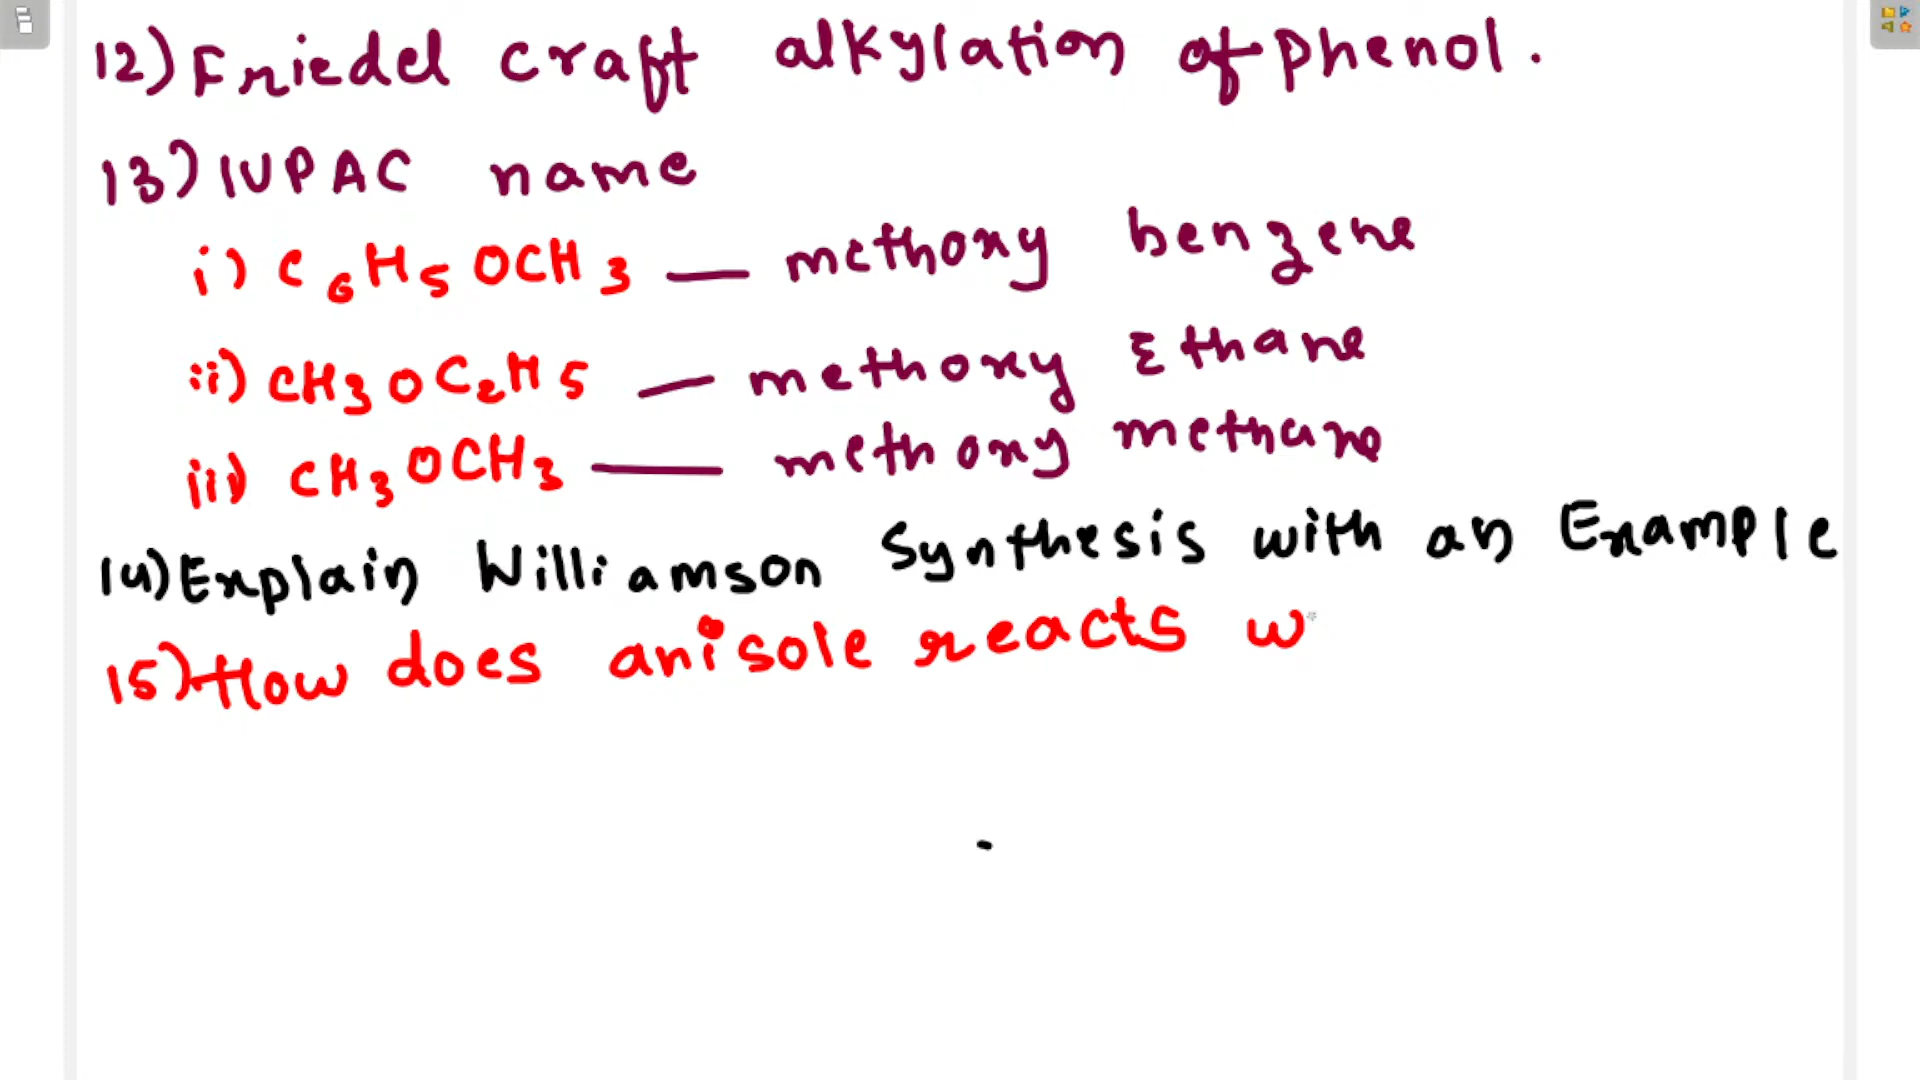 12) Friedel craft alkylation of phenol.
13) IUPAC name
i) C6H5OCH3 — methoxy benzene
ii) CH3OC2H5 — methoxy Ethane
iii) CH3OCH3 — methoxy methane
14) Explain Williamson Synthesis with an Example
15) How does anisole reacts w